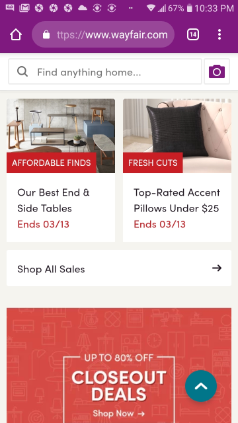 67% 10:33 PM
ttps://www.wayfair.com 14
Find anything home...
AFFORDABLE FINDS
Our Best End &
Side Tables
Ends 03/13
FRESH CUTS
Top-Rated Accent
Pillows Under $25
Ends 03/13
Shop All Sales →
UP TO 80% OFF
CLOSEOUT
DEALS
Shop Now →